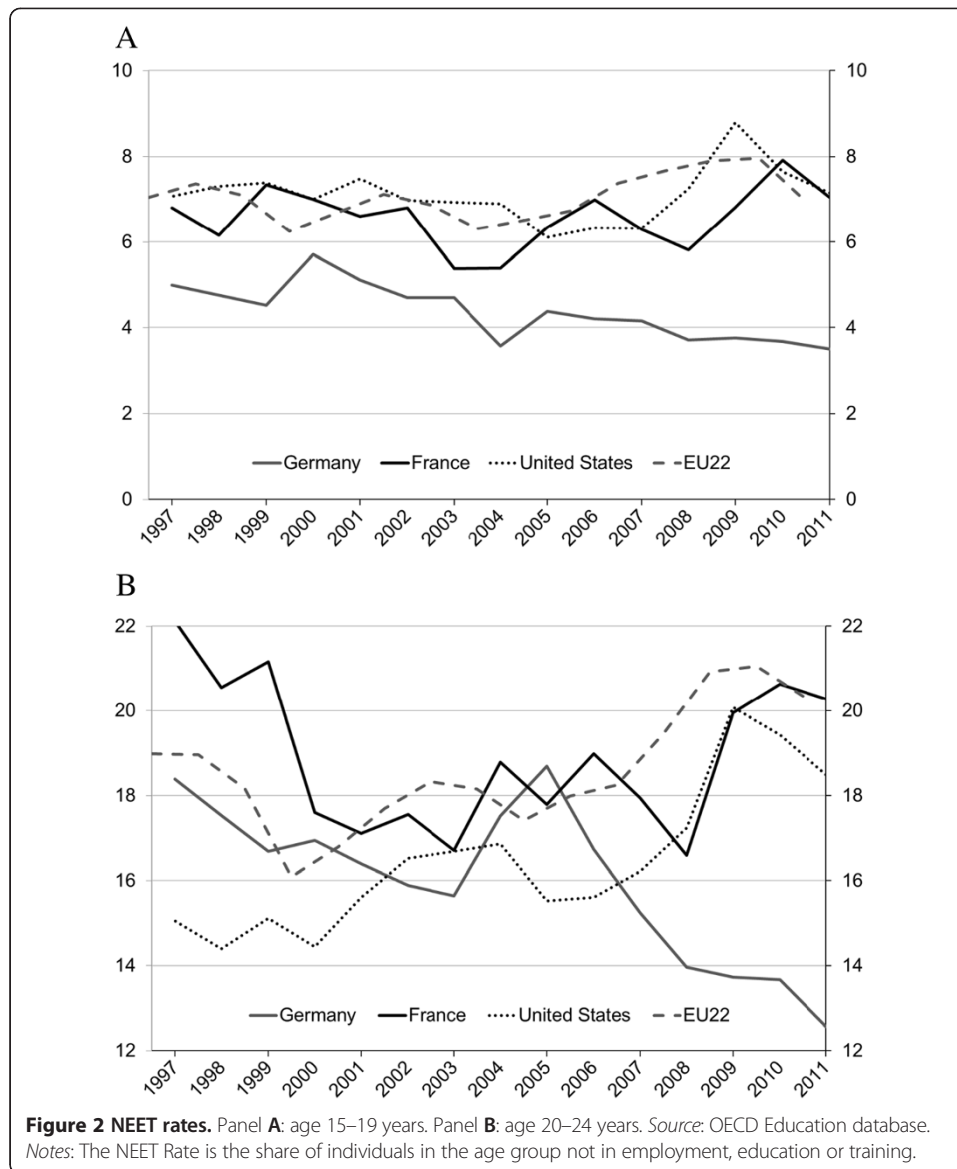 A
10 10
8 8
6 6
4 4
2 2
Germany France United States EU22
0 0
1997 1998 1999 2000 2001 2002 2003 2004 2005 2006 2007 2008 2009 2010 2011
B
22 22
20 20
18 18
16 16
14 14
Germany France United States EU22
12 12
1997 1998 1999 2000 2001 2002 2003 2004 2005 2006 2007 2008 2009 2010 2011
Figure 2 NEET rates. Panel A: age 15–19 years. Panel B: age 20–24 years. Source: OECD Education database.
Notes: The NEET Rate is the share of individuals in the age group not in employment, education or training.